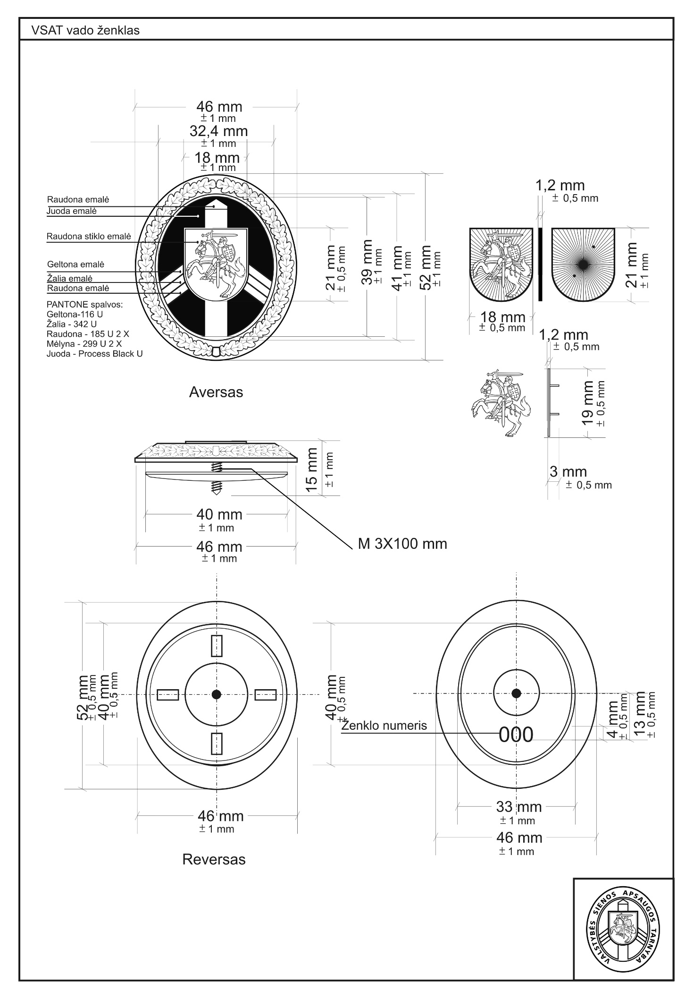 VSAT vado ženklas
46 mm
± 1 mm
32,4 mm
± 1 mm
18 mm
± 1 mm
Raudona emalė
Juoda emalė
Raudona stiklo emalė
Geltona emalė
Žalia emalė
Raudona emalė
PANTONE spalvos:
Geltona-116 U
Žalia - 342 U
Raudona - 185 U 2 X
Mėlyna - 299 U 2 X
Juoda - Process Black U
21 mm
± 0,5 mm
39 mm
± 1 mm
41 mm
± 1 mm
52 mm
± 1 mm
1,2 mm
± 0,5 mm
21 mm
± 1 mm
18 mm
± 0,5 mm
1,2 mm
± 0,5 mm
19 mm
± 0,5 mm
3 mm
± 0,5 mm
Aversas
15 mm
± 1 mm
40 mm
± 1 mm
46 mm
± 1 mm
M 3X100 mm
52 mm
± 0,5 mm
40 mm
± 0,5 mm
46 mm
± 1 mm
Reversas
40 mm
± 0,5 mm
Ženklo numeris
000
4 mm
± 0,5 mm
13 mm
± 0,5 mm
33 mm
± 1 mm
46 mm
± 1 mm
VALSTYBĖS SIENOS APSAUGOS TARNYBA